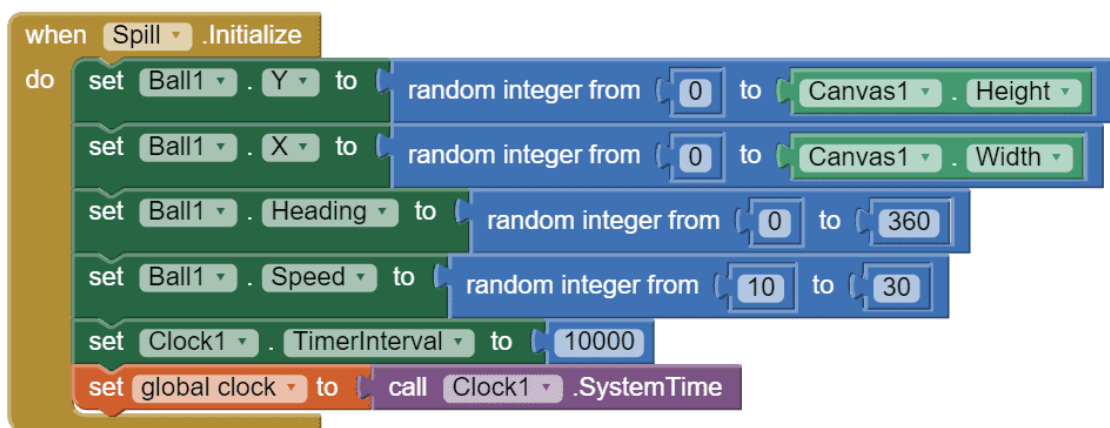 when Spill .Initialize
do set Ball1 . Y to random integer from 0 to Canvas1 . Height
set Ball1 . X to random integer from 0 to Canvas1 . Width
set Ball1 . Heading to random integer from 0 to 360
set Ball1 . Speed to random integer from 10 to 30
set Clock1 . TimerInterval to 10000
set global clock to call Clock1 .SystemTime